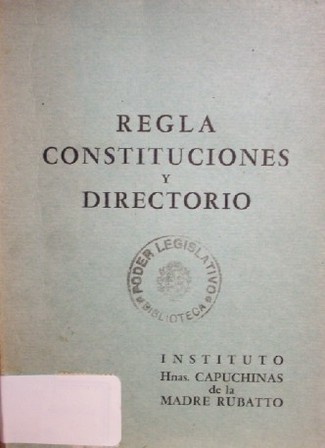 REGLA
CONSTITUCIONES
Y
DIRECTORIO
PODER LEGISLATIVO
BIBLIOTECA
INSTITUTO
Hnas. CAPUCHINAS
de la
MADRE RUBATTO